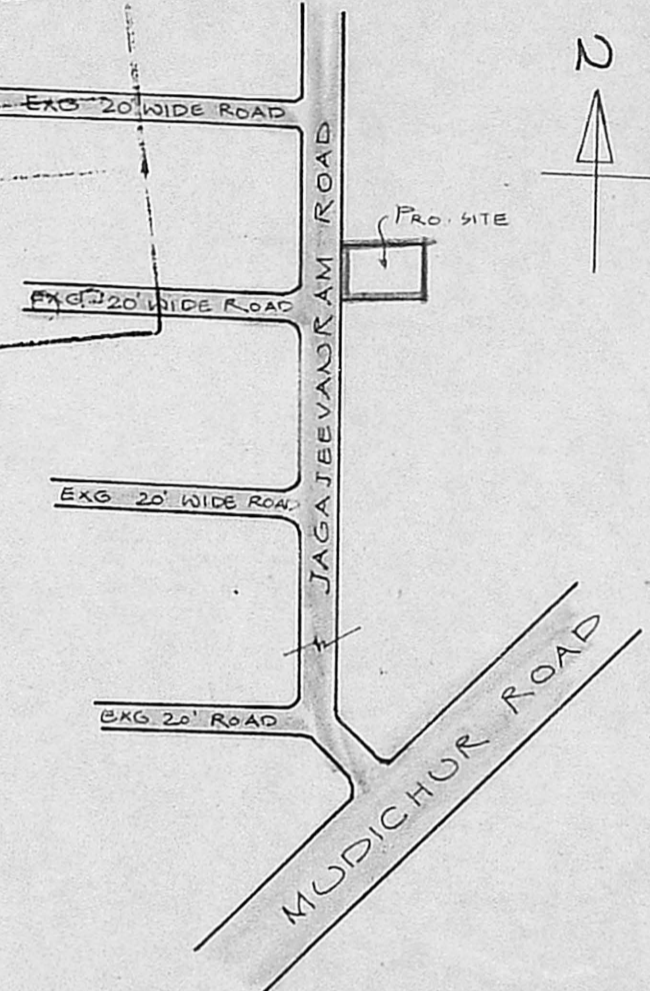 EXG 20' WIDE ROAD
PRO. SITE
EXG. 20' WIDE ROAD
JAGAJEEVANRAM ROAD
EXG 20' WIDE ROAD
EXG. 20' ROAD
MUDICHUR ROAD
N